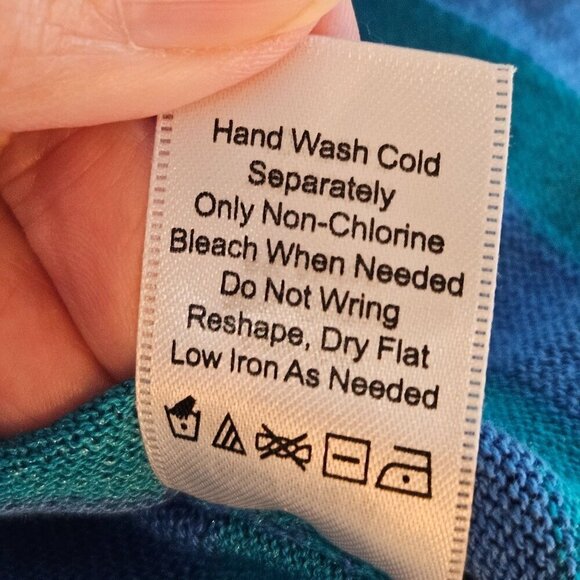 Hand Wash Cold
Separately
Only Non-Chlorine
Bleach When Needed
Do Not Wring
Reshape, Dry Flat
Low Iron As Needed